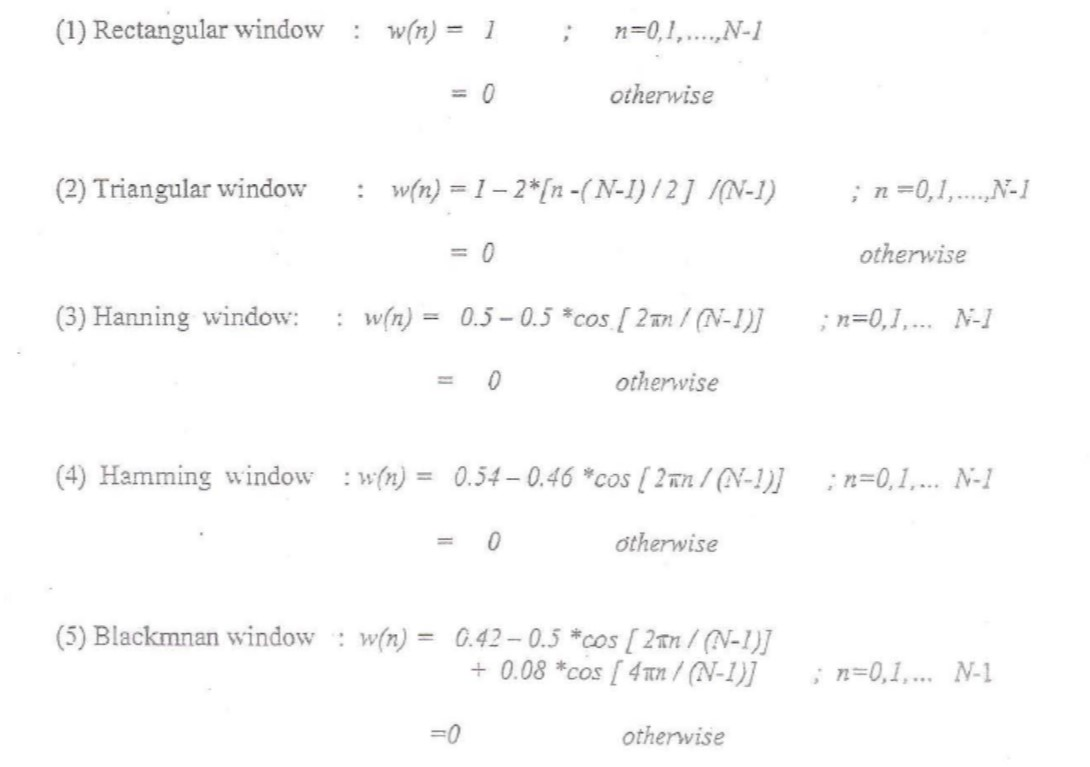 (1) Rectangular window : w(n) = 1 ; n=0,1,....,N-1
= 0 otherwise
(2) Triangular window : w(n) = 1 – 2*[n -( N-1) / 2 ] /(N-1) ; n =0,1,....,N-1
= 0 otherwise
(3) Hanning window: : w(n) = 0.5 – 0.5 *cos [ 2πn / (N-1)] ; n=0,1,... N-1
= 0 otherwise
(4) Hamming window : w(n) = 0.54 – 0.46 *cos [ 2πn / (N-1)] ; n=0,1,... N-1
= 0 otherwise
(5) Blackmnan window : w(n) = 0.42 – 0.5 *cos [ 2πn / (N-1)]
+ 0.08 *cos [ 4πn / (N-1)] ; n=0,1,... N-1
=0 otherwise